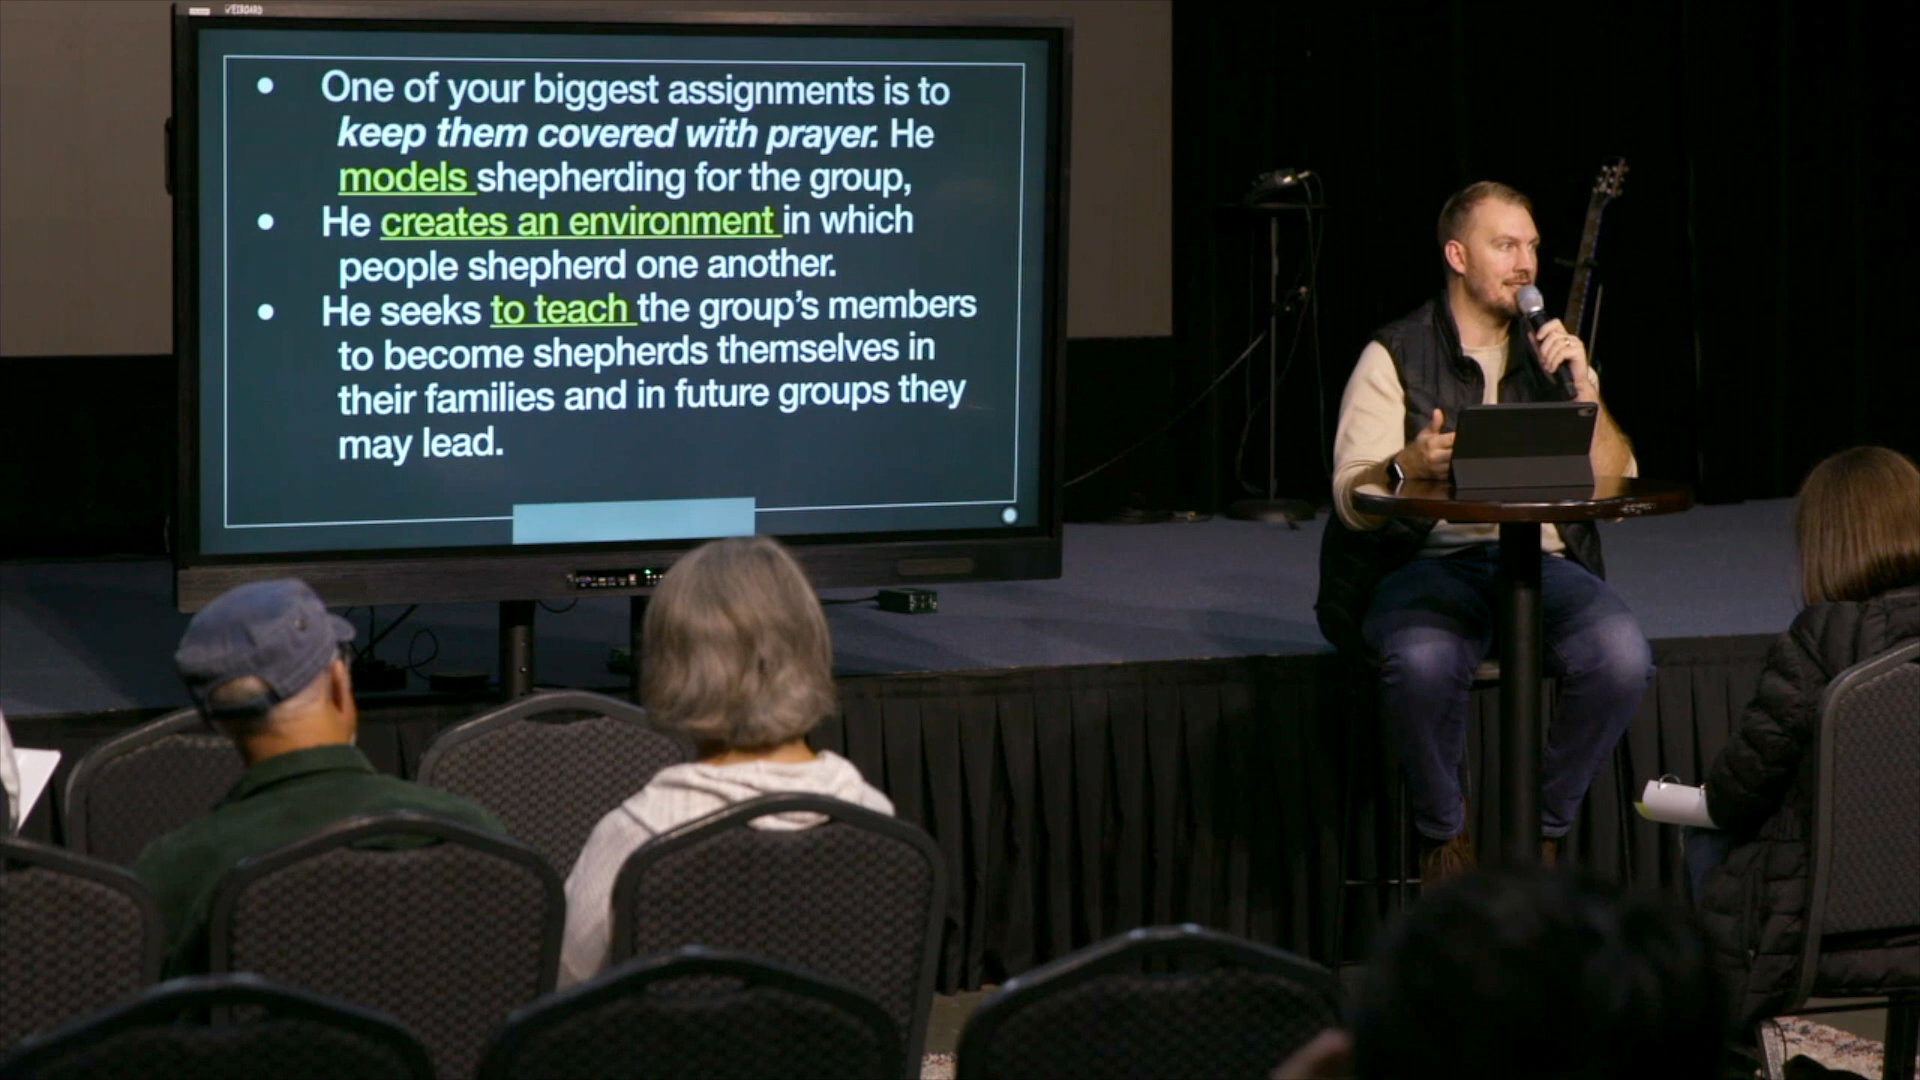 VEIBOARD
• One of your biggest assignments is to
keep them covered with prayer. He
models shepherding for the group,
• He creates an environment in which
people shepherd one another.
• He seeks to teach the group’s members
to become shepherds themselves in
their families and in future groups they
may lead.